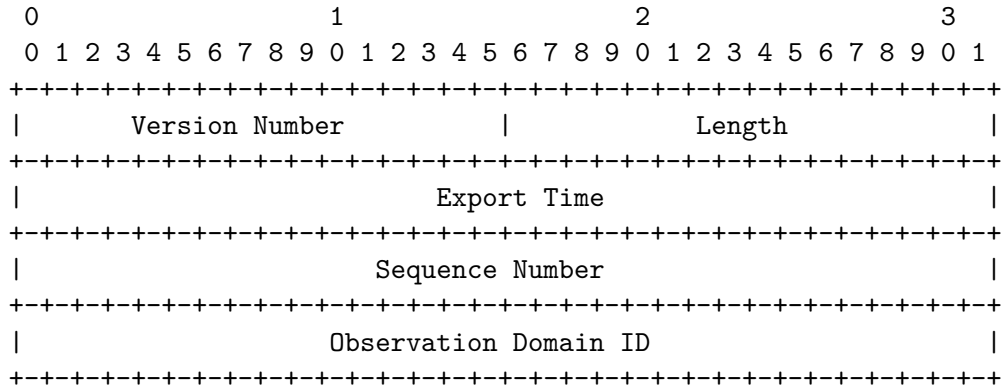 0                   1                   2                   3
 0 1 2 3 4 5 6 7 8 9 0 1 2 3 4 5 6 7 8 9 0 1 2 3 4 5 6 7 8 9 0 1
+-+-+-+-+-+-+-+-+-+-+-+-+-+-+-+-+-+-+-+-+-+-+-+-+-+-+-+-+-+-+-+-+
|       Version Number          |            Length             |
+-+-+-+-+-+-+-+-+-+-+-+-+-+-+-+-+-+-+-+-+-+-+-+-+-+-+-+-+-+-+-+-+
|                           Export Time                         |
+-+-+-+-+-+-+-+-+-+-+-+-+-+-+-+-+-+-+-+-+-+-+-+-+-+-+-+-+-+-+-+-+
|                       Sequence Number                         |
+-+-+-+-+-+-+-+-+-+-+-+-+-+-+-+-+-+-+-+-+-+-+-+-+-+-+-+-+-+-+-+-+
|                    Observation Domain ID                      |
+-+-+-+-+-+-+-+-+-+-+-+-+-+-+-+-+-+-+-+-+-+-+-+-+-+-+-+-+-+-+-+-+